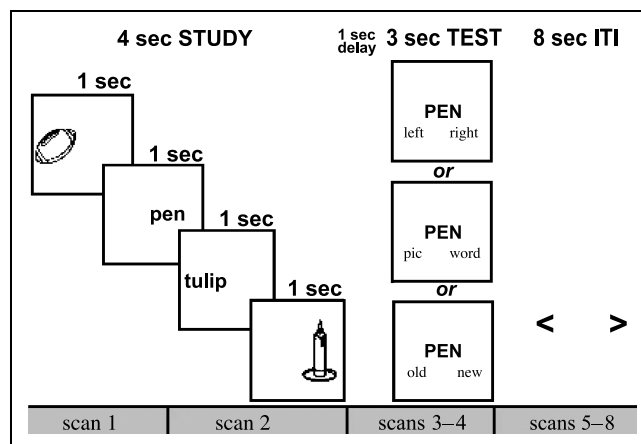 4 sec STUDY
1 sec delay
3 sec TEST
8 sec ITI
1 sec
1 sec
pen
1 sec
tulip
1 sec
PEN
left right
or
PEN
pic word
or
PEN
old new
< >
scan 1 scan 2 scans 3–4 scans 5–8